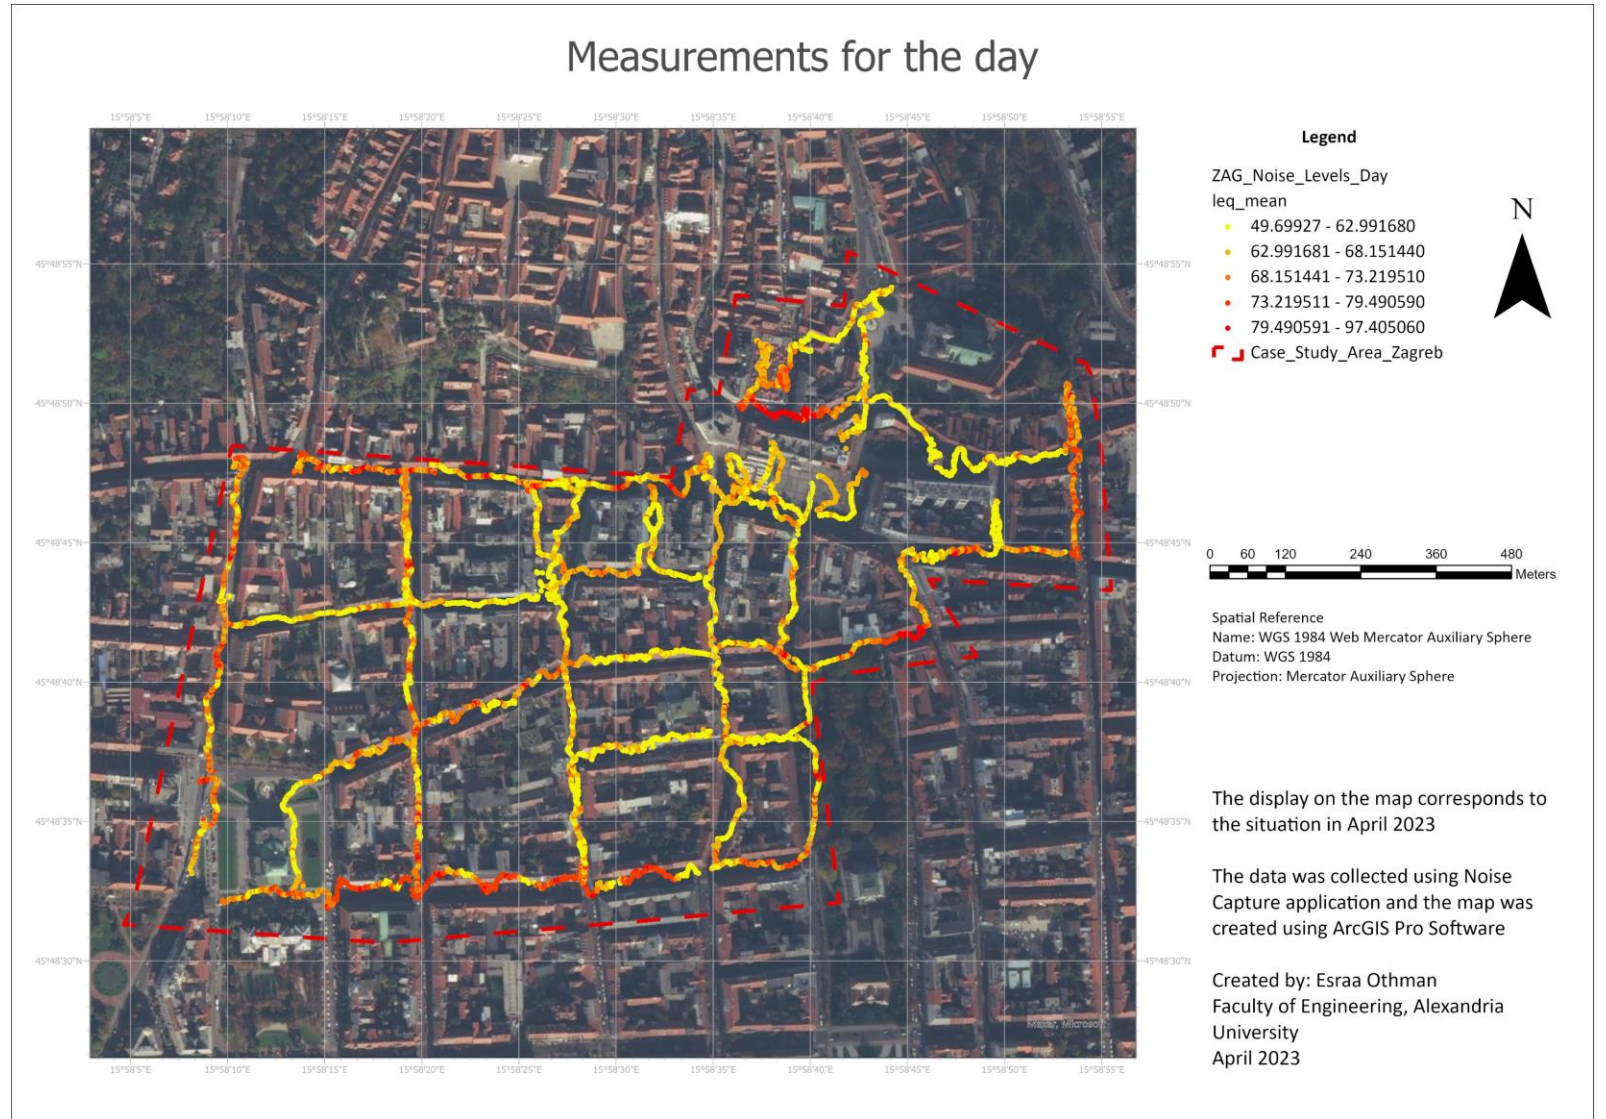 Measurements for the day
15°58'5"E 15°58'10"E 15°58'15"E 15°58'20"E 15°58'25"E 15°58'30"E 15°58'35"E 15°58'40"E 15°58'45"E 15°58'50"E 15°58'55"E
45°48'55"N 45°48'55"N
45°48'50"N 45°48'50"N
45°48'45"N 45°48'45"N
45°48'40"N 45°48'40"N
45°48'35"N 45°48'35"N
45°48'30"N 45°48'30"N
Maxar, Microsoft
15°58'5"E 15°58'10"E 15°58'15"E 15°58'20"E 15°58'25"E 15°58'30"E 15°58'35"E 15°58'40"E 15°58'45"E 15°58'50"E 15°58'55"E
Legend
ZAG_Noise_Levels_Day
leq_mean
49.69927 - 62.991680
62.991681 - 68.151440
68.151441 - 73.219510
73.219511 - 79.490590
79.490591 - 97.405060
Case_Study_Area_Zagreb
N
0 60 120 240 360 480
Meters
Spatial Reference
Name: WGS 1984 Web Mercator Auxiliary Sphere
Datum: WGS 1984
Projection: Mercator Auxiliary Sphere
The display on the map corresponds to
the situation in April 2023
The data was collected using Noise
Capture application and the map was
created using ArcGIS Pro Software
Created by: Esraa Othman
Faculty of Engineering, Alexandria
University
April 2023